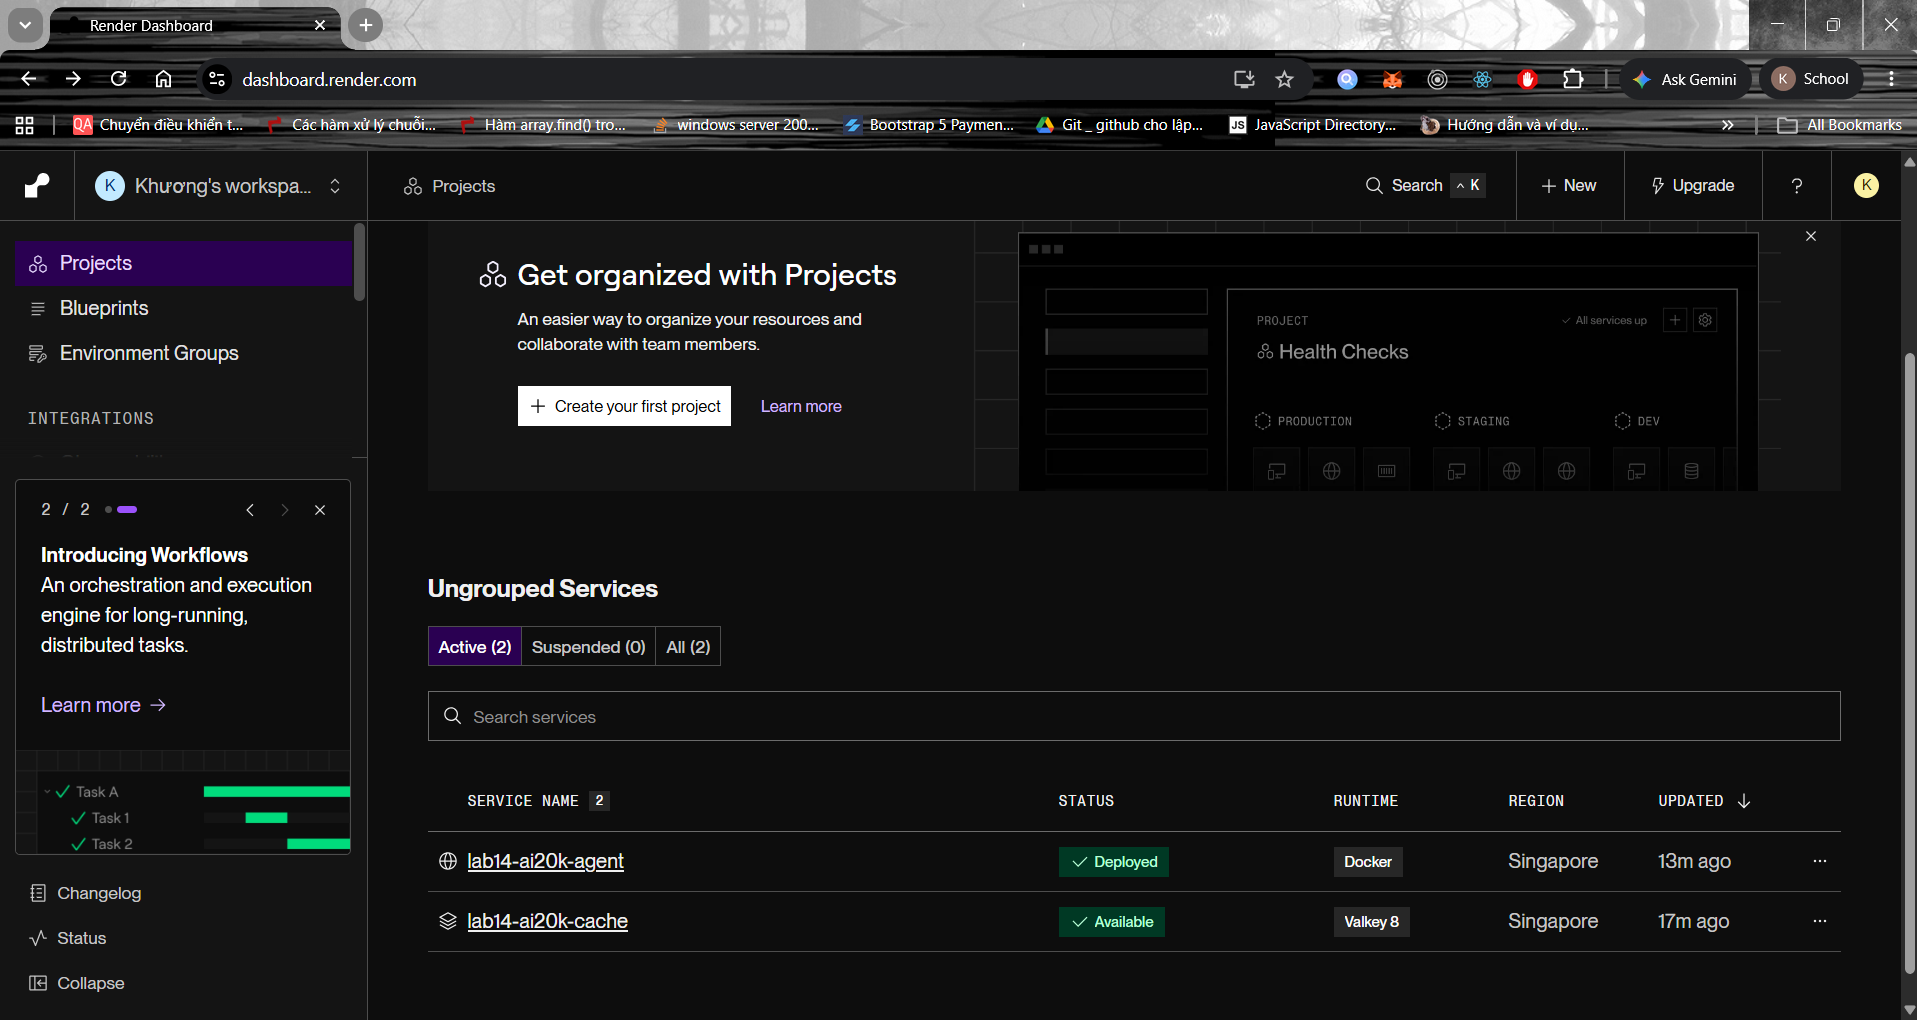 Render Dashboard
dashboard.render.com
Ask Gemini
K
School
QA
Chuyển điều khiển t...
Các hàm xử lý chuỗi...
Hàm array.find() tro...
windows server 200...
Bootstrap 5 Paymen...
Git _ github cho lập...
JS
JavaScript Directory...
Hướng dẫn và ví dụ...
All Bookmarks
K
Khương's workspa...
Projects
Search
^ K
+ New
Upgrade
?
K
Projects
Blueprints
Environment Groups
INTEGRATIONS
2 / 2
Introducing Workflows
An orchestration and execution
engine for long-running,
distributed tasks.
Learn more →
Task A
Task 1
Task 2
Changelog
Status
Collapse
Get organized with Projects
An easier way to organize your resources and
collaborate with team members.
+ Create your first project
Learn more
PROJECT
All services up
Health Checks
PRODUCTION
STAGING
DEV
Ungrouped Services
Active (2)
Suspended (0)
All (2)
Search services
SERVICE NAME 2
STATUS
RUNTIME
REGION
UPDATED ↓
lab14-ai20k-agent
Deployed
Docker
Singapore
13m ago
lab14-ai20k-cache
Available
Valkey 8
Singapore
17m ago